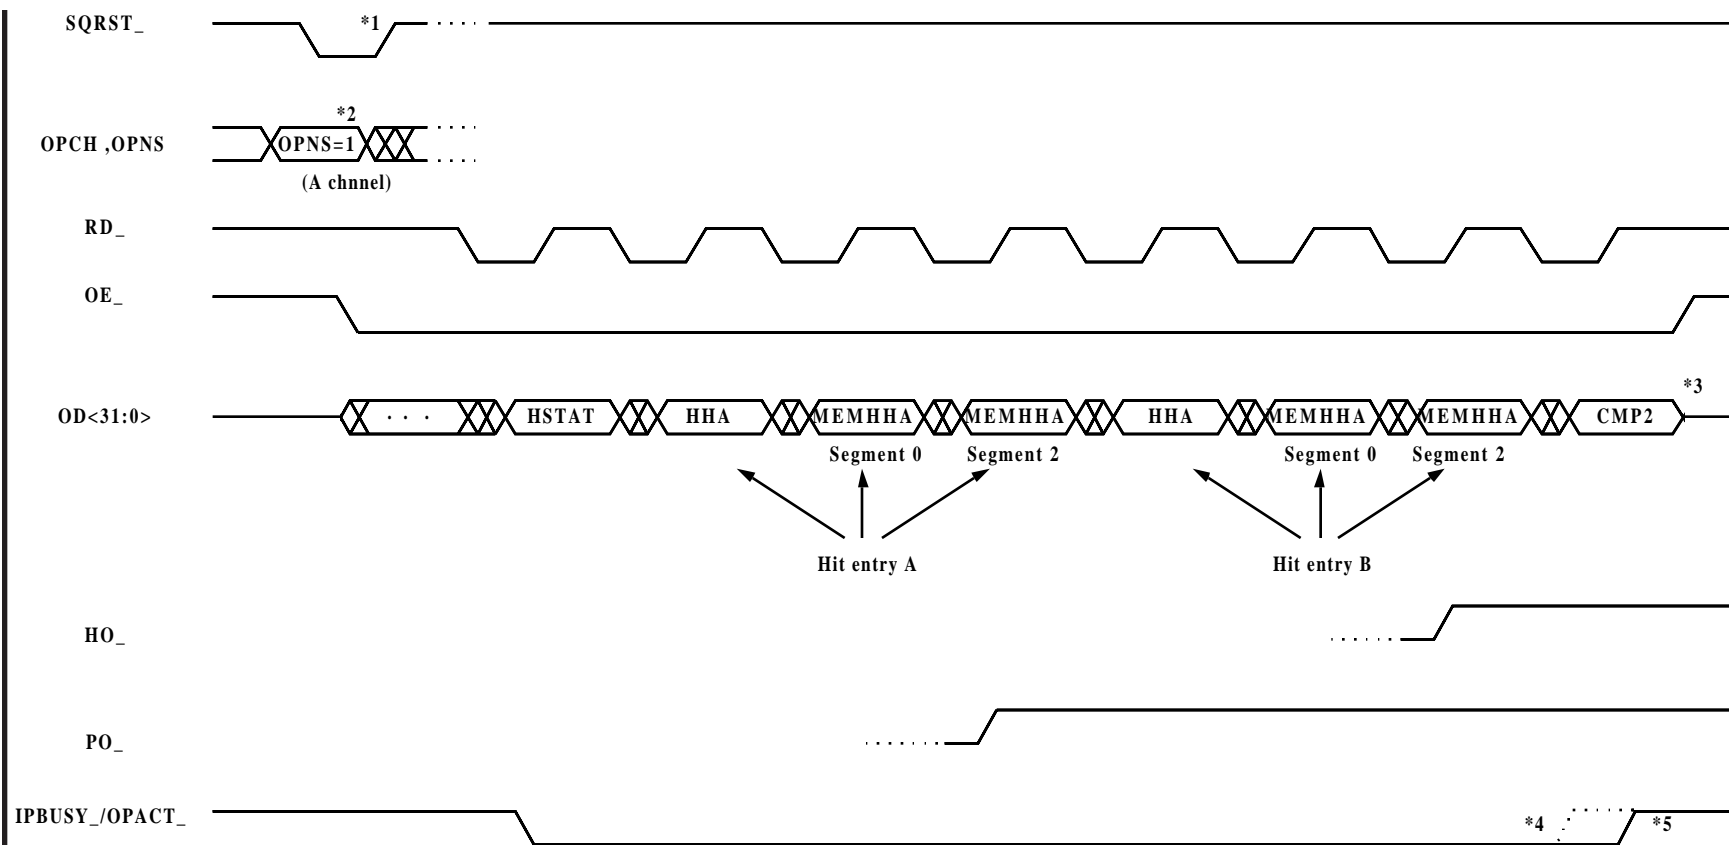 SQRST_
*1
*2
OPCH ,OPNS
OPNS=1
(A chnnel)
RD_
OE_
*3
OD<31:0>
. . .
HSTAT
HHA
MEMHHA
MEMHHA
HHA
MEMHHA
MEMHHA
CMP2
Segment 0
Segment 2
Segment 0
Segment 2
Hit entry A
Hit entry B
HO_
PO_
IPBUSY_/OPACT_
*4
*5